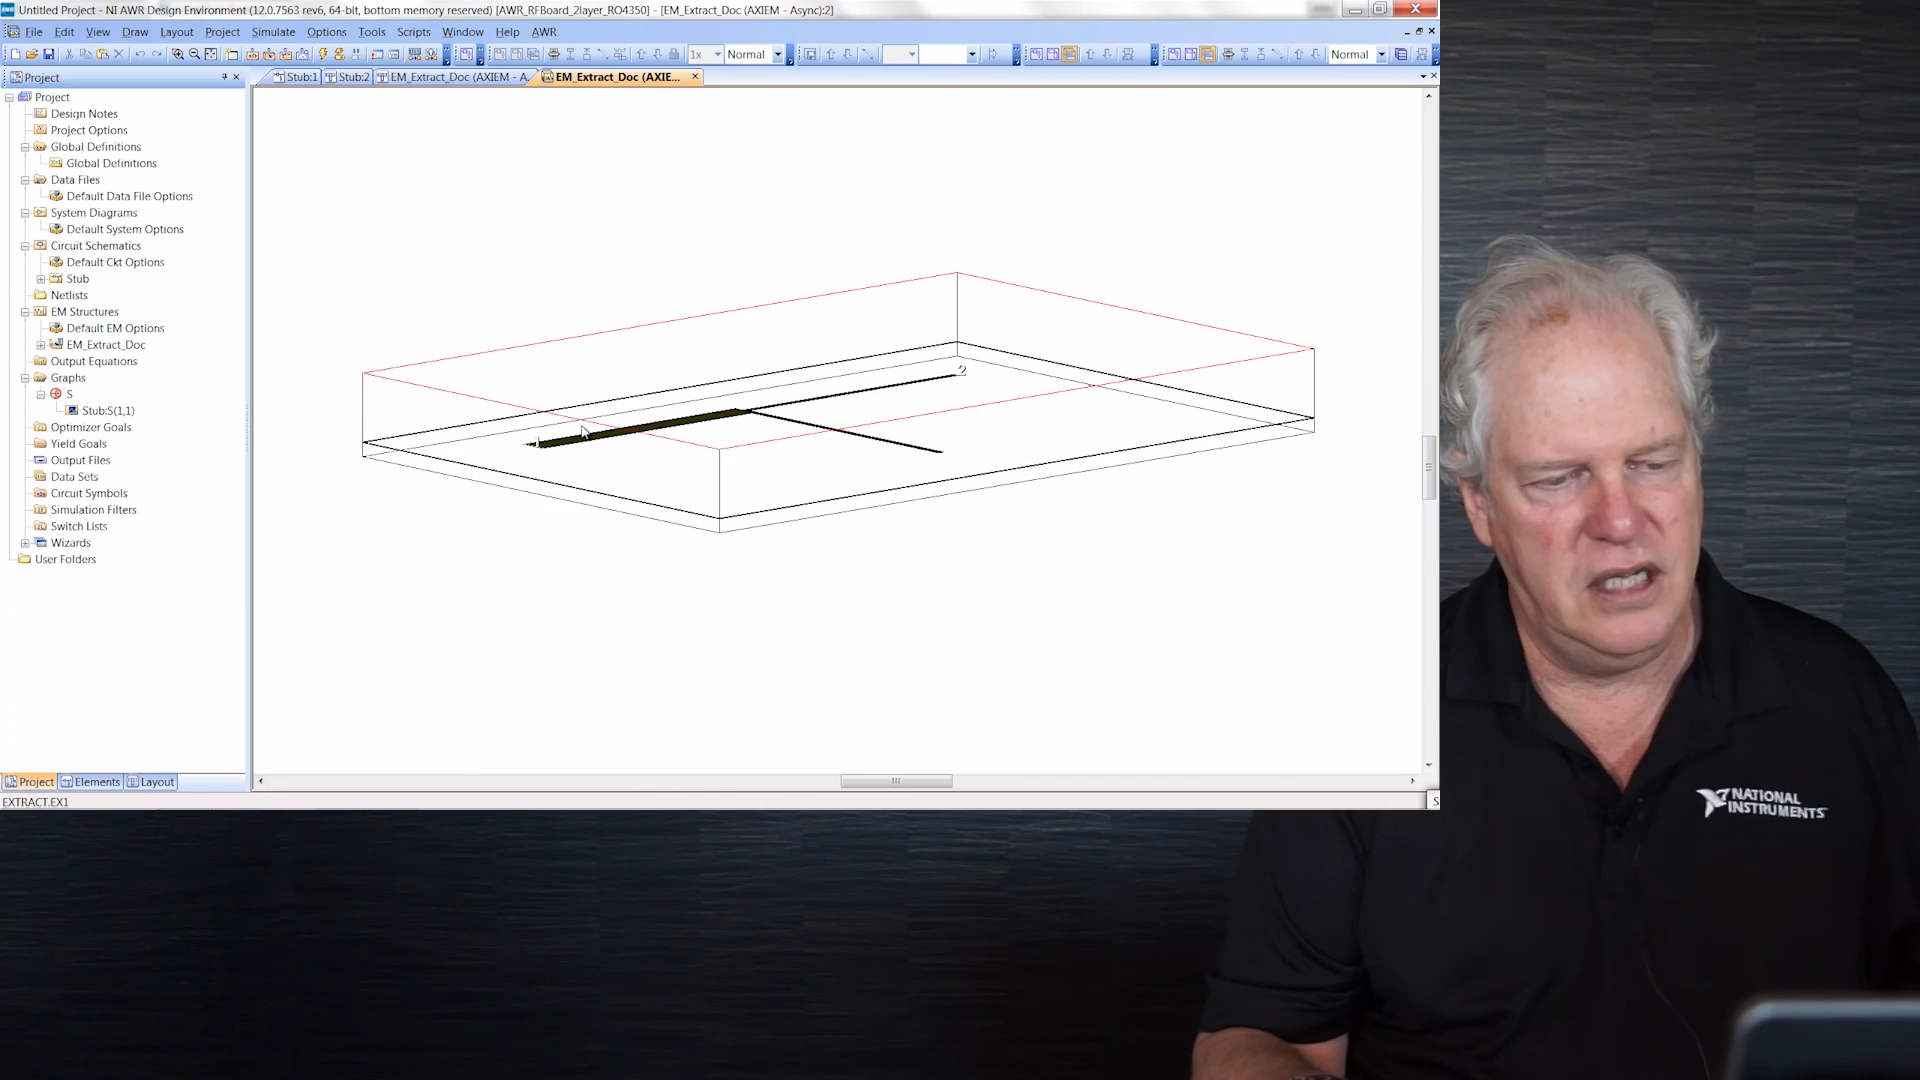 Untitled Project - NI AWR Design Environment (12.0.7563 rev6, 64-bit, bottom memory reserved) [AWR_RFBoard_2layer_RO4350] - [EM_Extract_Doc (AXIEM - Async):2]
File Edit View Draw Layout Project Simulate Options Tools Scripts Window Help AWR
1x Normal Normal
Project
Stub:1 Stub:2 EM_Extract_Doc (AXIEM - A... EM_Extract_Doc (AXIE...
Project
Design Notes
Project Options
Global Definitions
Global Definitions
Data Files
Default Data File Options
System Diagrams
Default System Options
Circuit Schematics
Default Ckt Options
Stub
Netlists
EM Structures
Default EM Options
EM_Extract_Doc
Output Equations
Graphs
S
Stub:S(1,1)
Optimizer Goals
Yield Goals
Output Files
Data Sets
Circuit Symbols
Simulation Filters
Switch Lists
Wizards
User Folders
1
2
Project Elements Layout
EXTRACT.EX1
S
NATIONAL
INSTRUMENTS